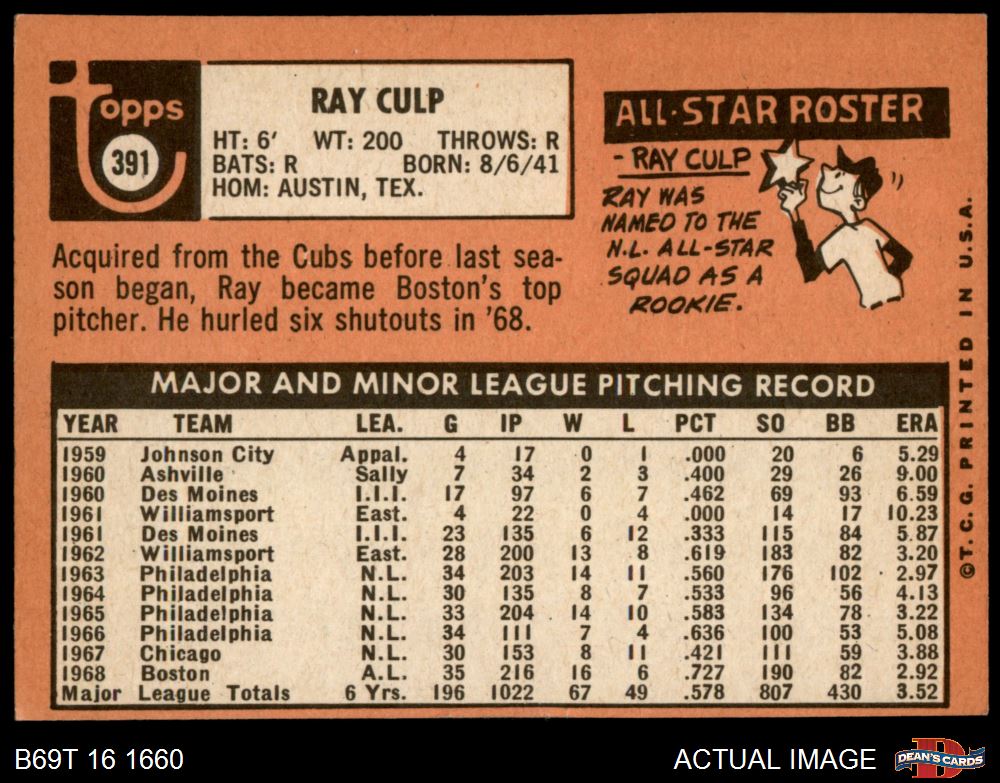 Topps
391
RAY CULP
HT: 6' WT: 200 THROWS: R
BATS: R BORN: 8/6/41
HOM: AUSTIN, TEX.
Acquired from the Cubs before last sea-
son began, Ray became Boston's top
pitcher. He hurled six shutouts in '68.
ALL-STAR ROSTER
- RAY CULP
RAY WAS
NAMED TO THE
N.L. ALL-STAR
SQUAD AS A
ROOKIE.
MAJOR AND MINOR LEAGUE PITCHING RECORD
YEAR TEAM LEA. G IP W L PCT SO BB ERA
1959 Johnson City Appal. 4 17 0 1 .000 20 6 5.29
1960 Ashville Sally 7 34 2 3 .400 29 26 9.00
1960 Des Moines I.I.I. 17 97 6 7 .462 69 93 6.59
1961 Williamsport East. 4 22 0 4 .000 14 17 10.23
1961 Des Moines I.I.I. 23 135 6 12 .333 115 84 5.87
1962 Williamsport East. 28 200 13 8 .619 183 82 3.20
1963 Philadelphia N.L. 34 203 14 11 .560 176 102 2.97
1964 Philadelphia N.L. 30 135 8 7 .533 96 56 4.13
1965 Philadelphia N.L. 33 204 14 10 .583 134 78 3.22
1966 Philadelphia N.L. 34 111 7 4 .636 100 53 5.08
1967 Chicago N.L. 30 153 8 11 .421 111 59 3.88
1968 Boston A.L. 35 216 16 6 .727 190 82 2.92
Major League Totals 6 Yrs. 196 1022 67 49 .578 807 430 3.52
©T.C.G. PRINTED IN U.S.A.
B69T 16 1660
ACTUAL IMAGE
D
DEAN'S CARDS